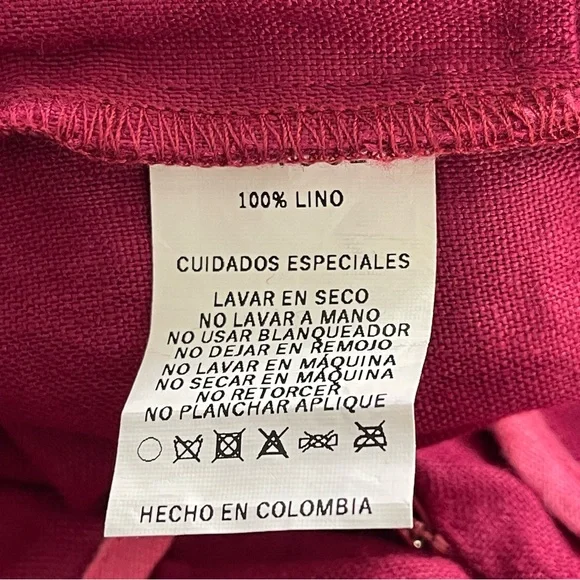 100% LINO
CUIDADOS ESPECIALES
LAVAR EN SECO
NO LAVAR A MANO
NO USAR BLANQUEADOR
NO DEJAR EN REMOJO
NO LAVAR EN MÁQUINA
NO SECAR EN MÁQUINA
NO RETORCER
NO PLANCHAR APLIQUE
HECHO EN COLOMBIA